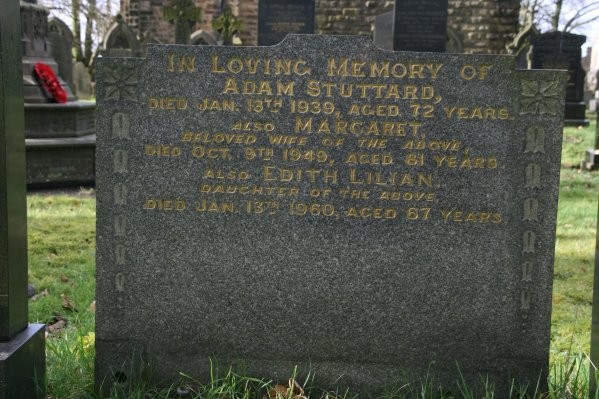 IN LOVING MEMORY OF
ADAM STUTTARD,
DIED JAN. 13TH 1939, AGED 72 YEARS.
ALSO MARGARET,
BELOVED WIFE OF THE ABOVE,
DIED OCT. 9TH 1949, AGED 81 YEARS.
ALSO EDITH LILIAN.
DAUGHTER OF THE ABOVE
DIED JAN. 13TH 1960, AGED 67 YEARS